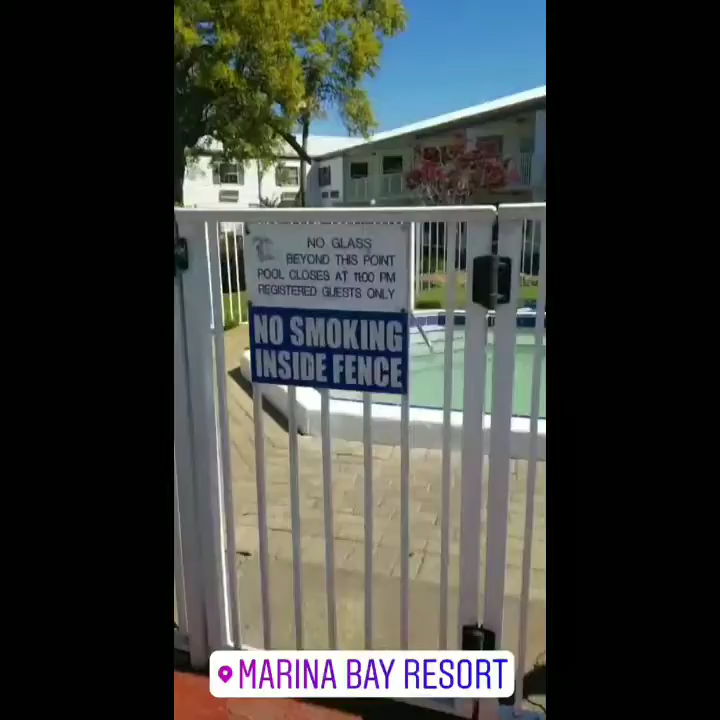 NO GLASS
BEYOND THIS POINT
POOL CLOSES AT 11:00 PM
REGISTERED GUESTS ONLY
NO SMOKING
INSIDE FENCE
MARINA BAY RESORT